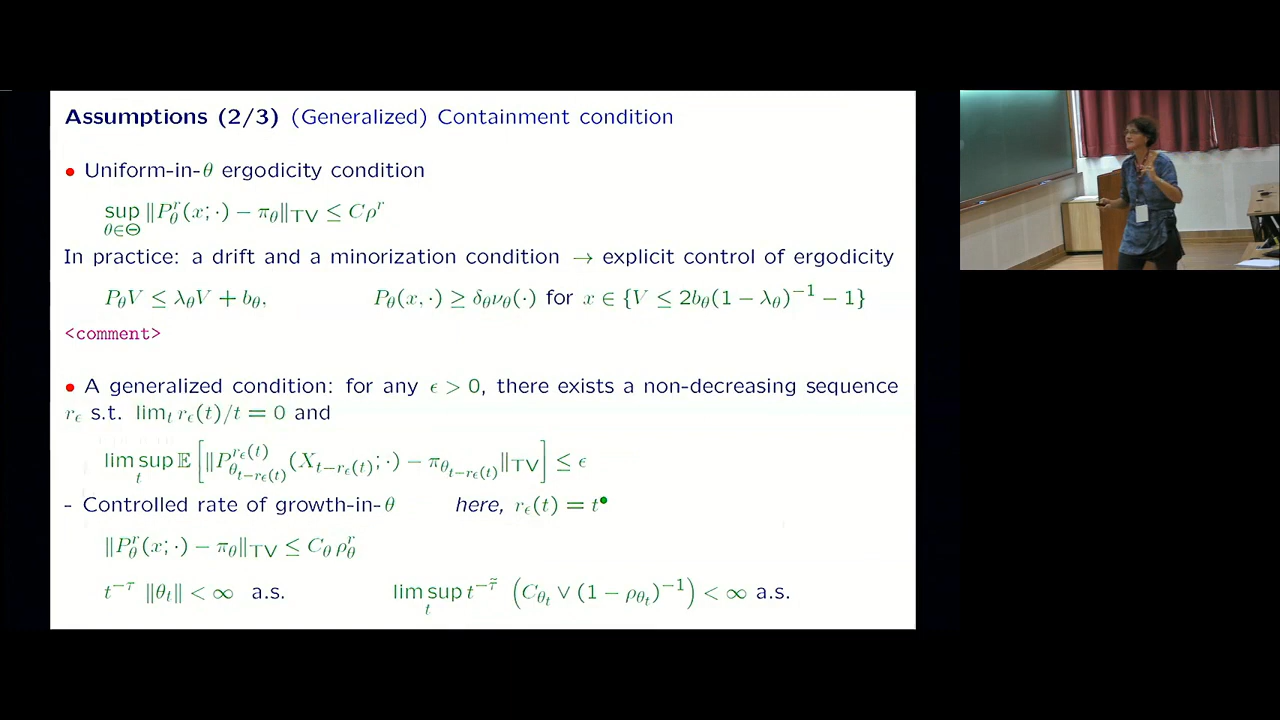 Assumptions (2/3) (Generalized) Containment condition
• Uniform-in-θ ergodicity condition
sup_{θ∈Θ} ‖P_θ^r(x; ·) − π_θ‖_TV ≤ Cρ^r
In practice: a drift and a minorization condition → explicit control of ergodicity
P_θV ≤ λ_θV + b_θ, P_θ(x, ·) ≥ δ_θν_θ(·) for x ∈ {V ≤ 2b_θ(1 − λ_θ)^{−1} − 1}
<comment>
• A generalized condition: for any ϵ > 0, there exists a non-decreasing sequence
r_ϵ s.t. lim_t r_ϵ(t)/t = 0 and
lim sup_t 𝔼[‖P_{θ_{t−r_ϵ(t)}}^{r_ϵ(t)}(X_{t−r_ϵ(t)}; ·) − π_{θ_{t−r_ϵ(t)}}‖_TV] ≤ ϵ
- Controlled rate of growth-in-θ here, r_ϵ(t) = t^•
‖P_θ^r(x; ·) − π_θ‖_TV ≤ C_θ ρ_θ^r
t^{−τ} ‖θ_t‖ < ∞ a.s. lim sup_t t^{−τ̃} (C_{θ_t} ∨ (1 − ρ_{θ_t})^{−1}) < ∞ a.s.